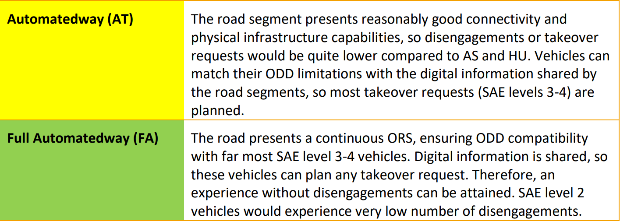 Automatedway (AT)
The road segment presents reasonably good connectivity and
physical infrastructure capabilities, so disengagements or takeover
requests would be quite lower compared to AS and HU. Vehicles can
match their ODD limitations with the digital information shared by
the road segments, so most takeover requests (SAE levels 3-4) are
planned.
Full Automatedway (FA)
The road presents a continuous ORS, ensuring ODD compatibility
with far most SAE level 3-4 vehicles. Digital information is shared, so
these vehicles can plan any takeover request. Therefore, an
experience without disengagements can be attained. SAE level 2
vehicles would experience very low number of disengagements.